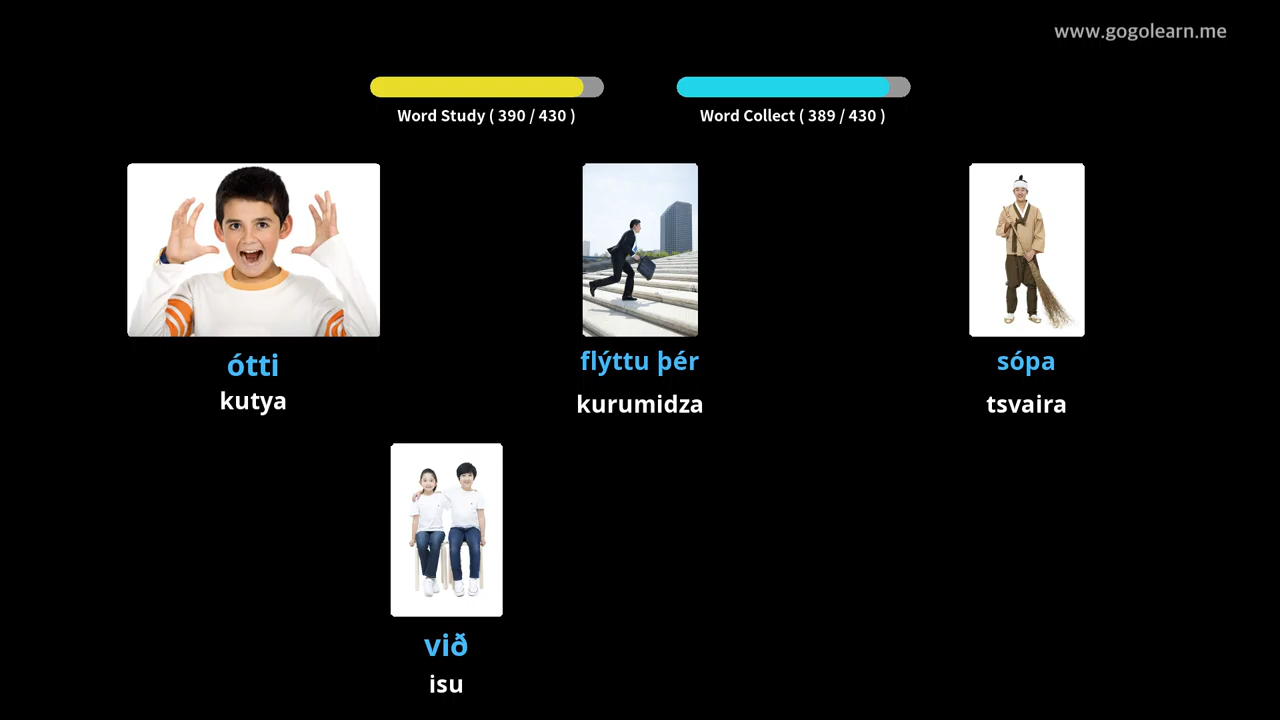 www.gogolearn.me
Word Study ( 390 / 430 )
Word Collect ( 389 / 430 )
ótti
kutya
flýttu þér
kurumidza
sópa
tsvaira
við
isu